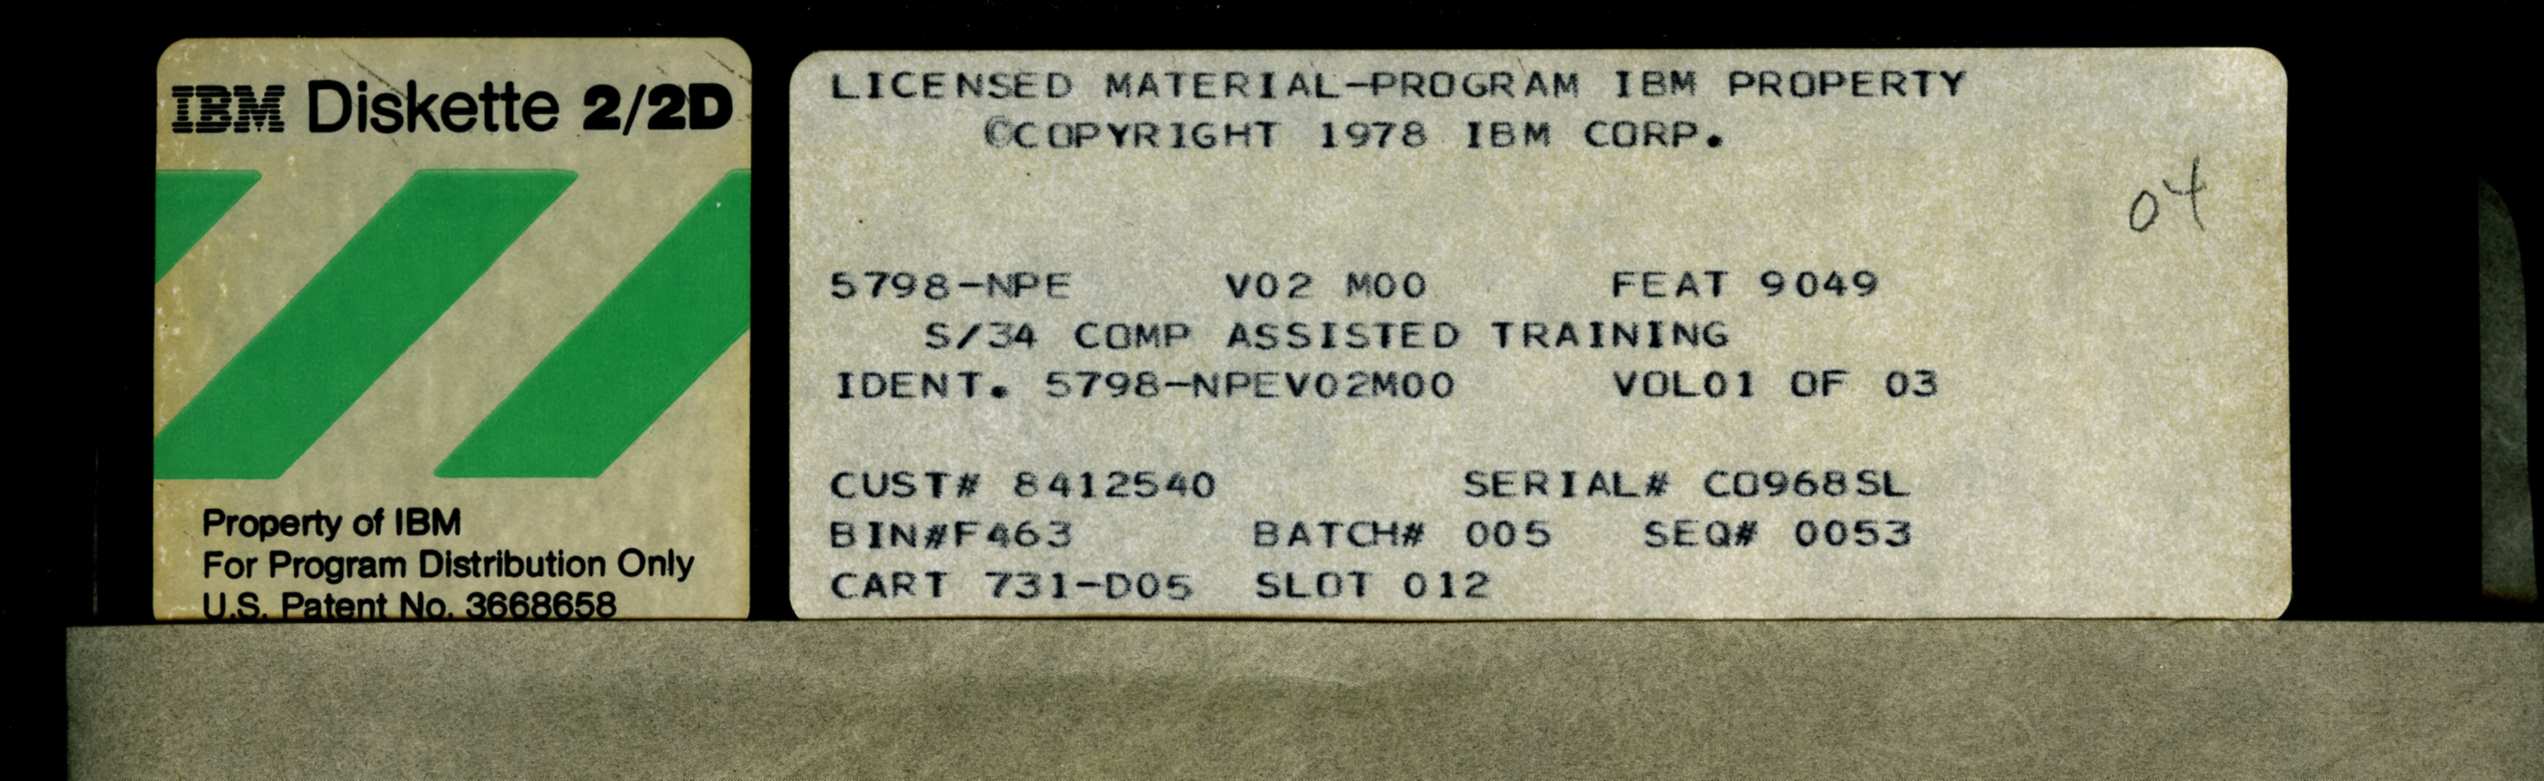 IBM Diskette 2/2D
Property of IBM
For Program Distribution Only
U.S. Patent No. 3668658
LICENSED MATERIAL-PROGRAM IBM PROPERTY
©COPYRIGHT 1978 IBM CORP.
04
5798-NPE V02 M00 FEAT 9049
S/34 COMP ASSISTED TRAINING
IDENT. 5798-NPEV02M00 VOL01 OF 03
CUST# 8412540 SERIAL# C0968SL
BIN#F463 BATCH# 005 SEQ# 0053
CART 731-D05 SLOT 012